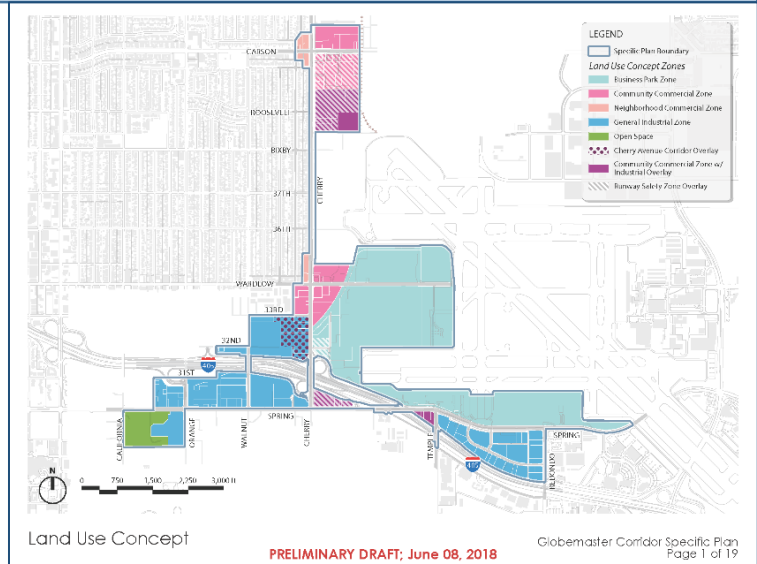 LEGEND
Specific Plan Boundary
Land Use Concept Zones
Business Park Zone
Community Commercial Zone
Neighborhood Commercial Zone
General Industrial Zone
Open Space
Cherry Avenue Corridor Overlay
Community Commercial Zone w/
Industrial Overlay
Runway Safety Zone Overlay
CARSON
ROOSEVELT
BIXBY
37TH
CHERRY
36TH
WARDLOW
33RD
32ND
405
31ST
CALIFORNIA
ORANGE
WALNUT
SPRING
CHERRY
TEMPLE
405
SPRING
REDONDO
N
0 750 1,500 2,250 3,000 ft
Land Use Concept
PRELIMINARY DRAFT; June 08, 2018
Globemaster Corridor Specific Plan
Page 1 of 19